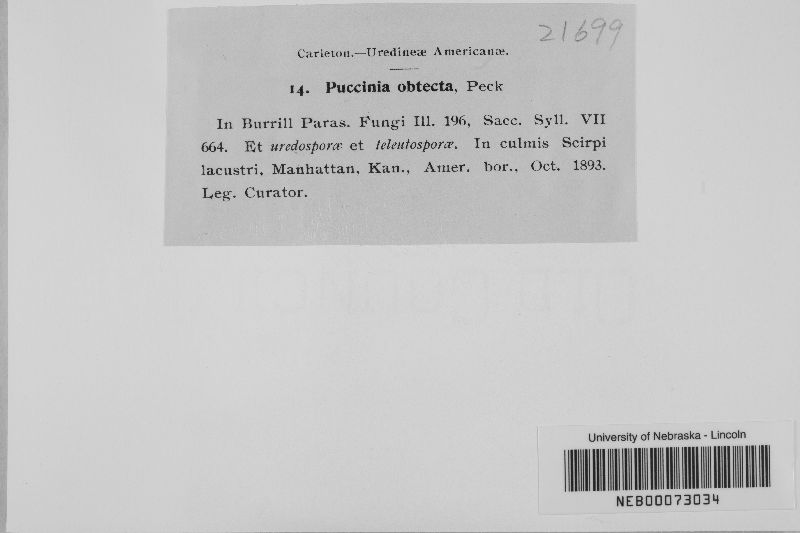 21699
Carleton.—Uredineæ Americanæ.
14. Puccinia obtecta, Peck
In Burrill Paras. Fungi Ill. 196, Sacc. Syll. VII
664. Et uredosporæ et teleutosporæ. In culmis Scirpi
lacustri, Manhattan, Kan., Amer. bor., Oct. 1893.
Leg. Curator.
University of Nebraska - Lincoln
NEB00073034